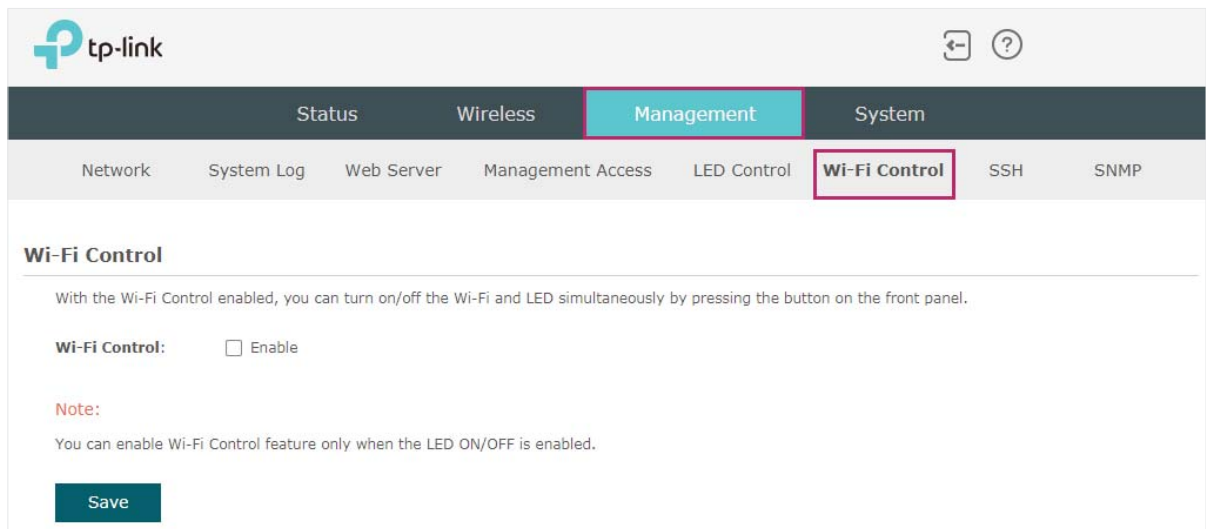 tp-link
?
Status Wireless Management System
Network System Log Web Server Management Access LED Control Wi-Fi Control SSH SNMP
Wi-Fi Control
With the Wi-Fi Control enabled, you can turn on/off the Wi-Fi and LED simultaneously by pressing the button on the front panel.
Wi-Fi Control: Enable
Note:
You can enable Wi-Fi Control feature only when the LED ON/OFF is enabled.
Save